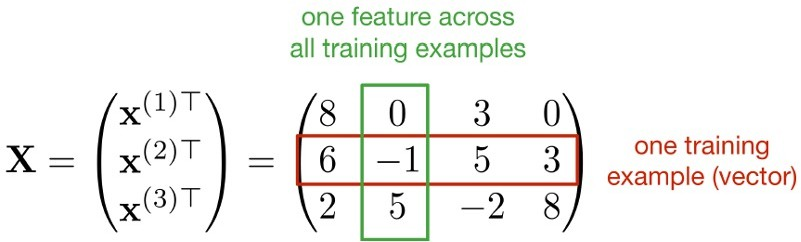 one feature across
all training examples
x⁽¹⁾⊤ 8 0 3 0
X = x⁽²⁾⊤ = 6 −1 5 3
x⁽³⁾⊤ 2 5 −2 8
one training
example (vector)